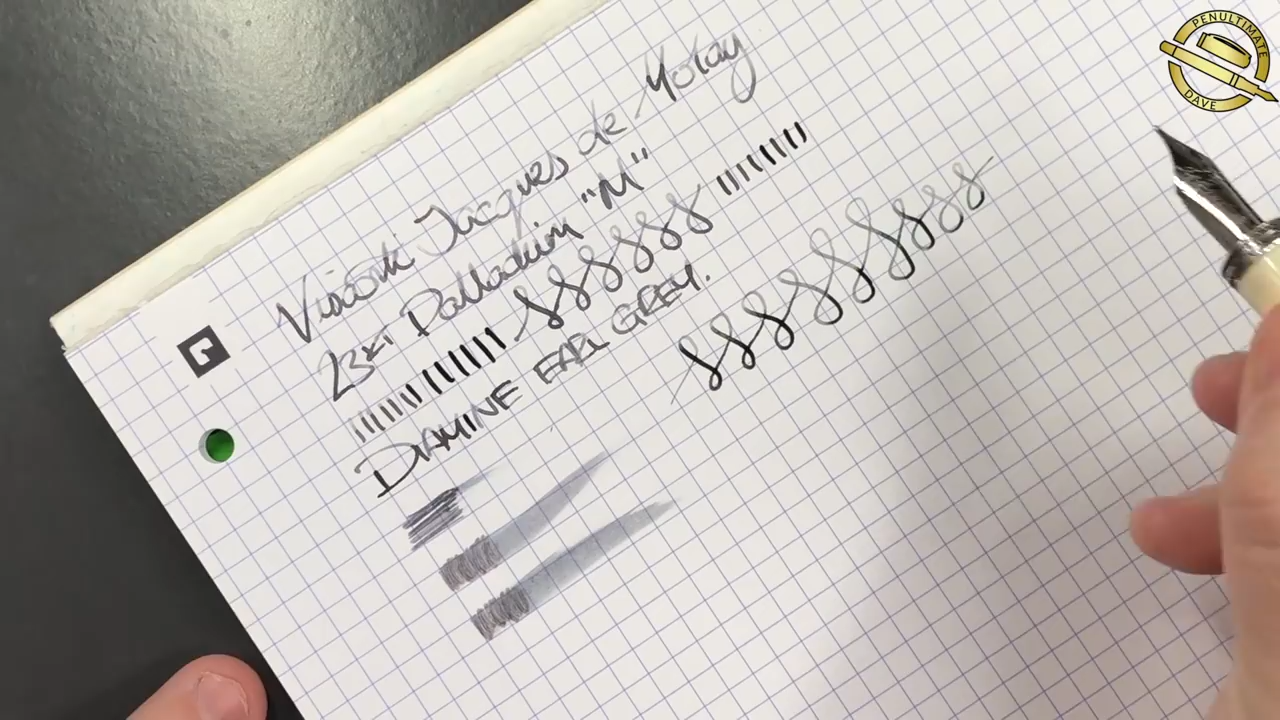 Visconti Jacques de Molay
23kt Palladium "M"
DIAMINE EARL GREY.
PENULTIMATE
DAVE